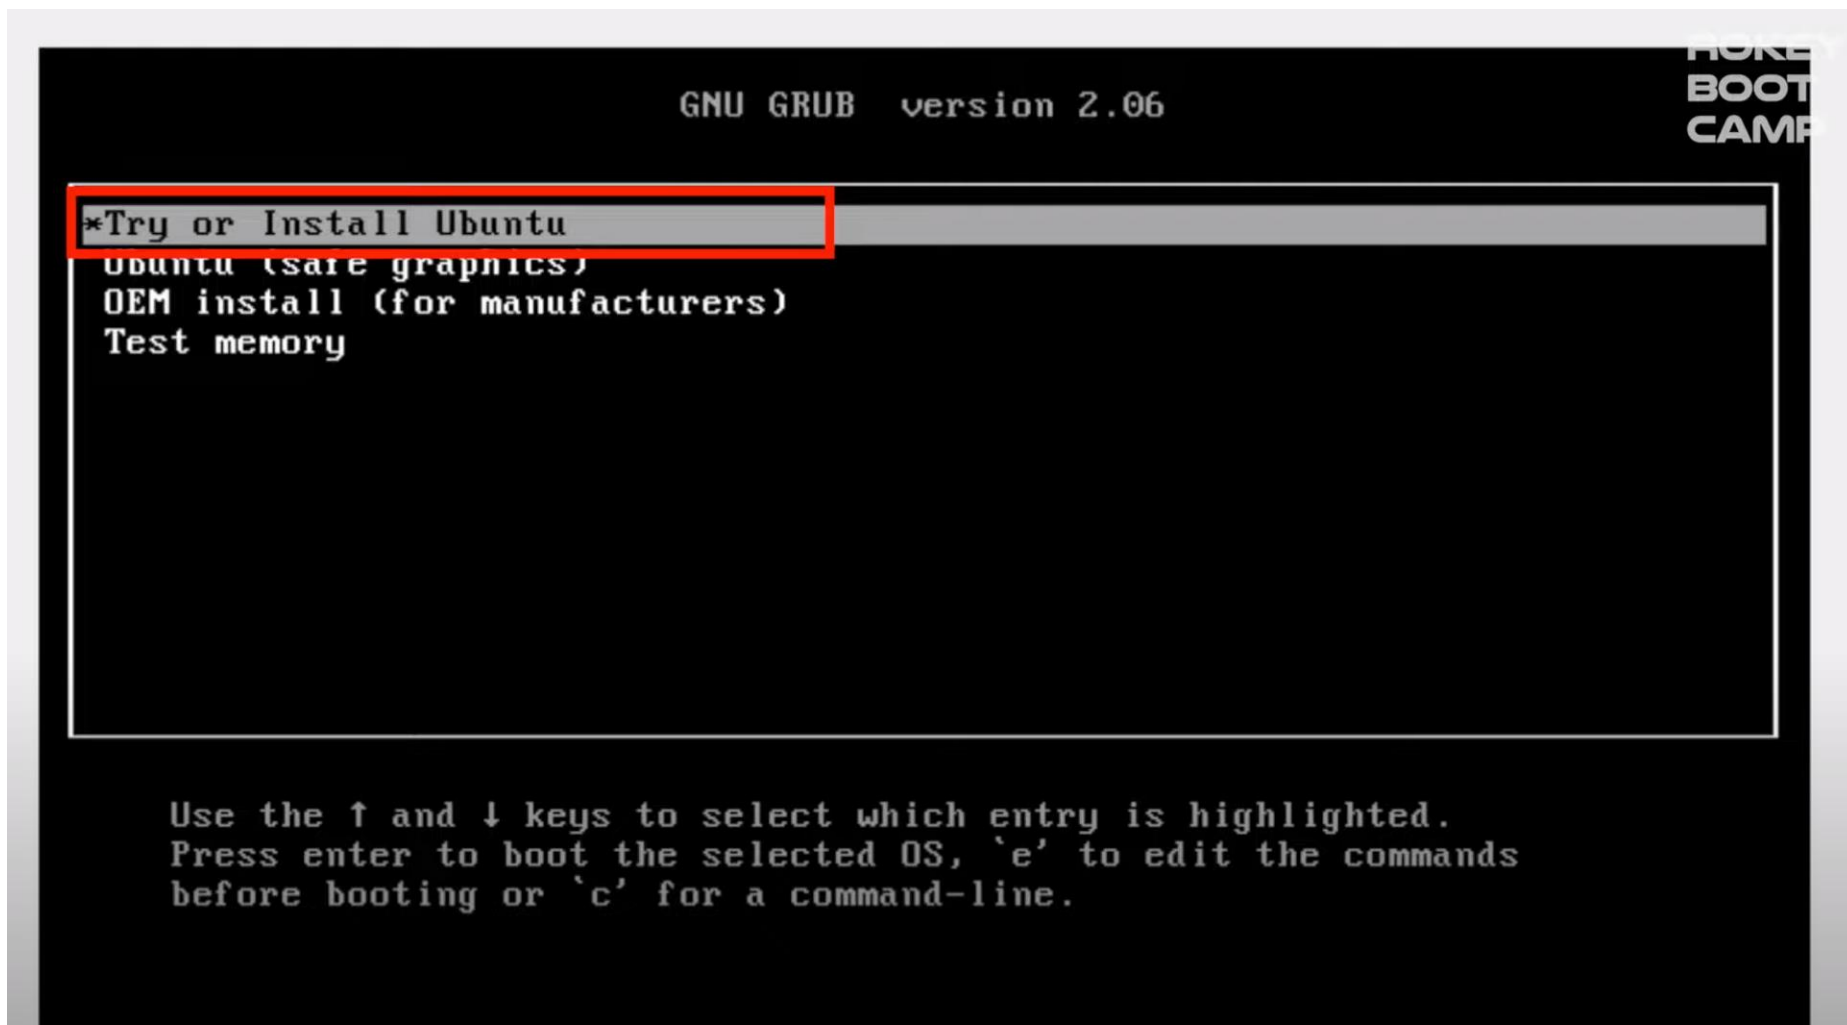 ROKEY
BOOT
CAMP
GNU GRUB version 2.06
*Try or Install Ubuntu
Ubuntu (safe graphics)
OEM install (for manufacturers)
Test memory
Use the ↑ and ↓ keys to select which entry is highlighted.
Press enter to boot the selected OS, `e' to edit the commands
before booting or `c' for a command-line.